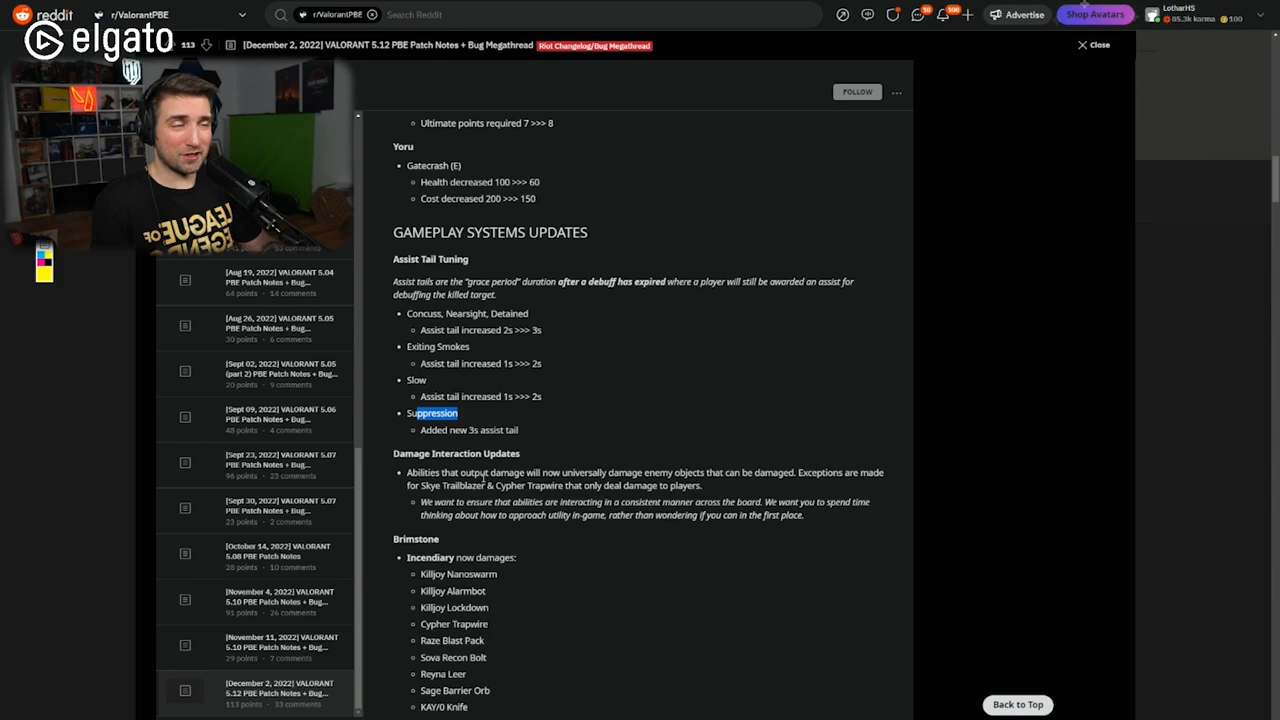 reddit
r/ValorantPBE
r/ValorantPBE
Search Reddit
Advertise
Shop Avatars
LotharHS
85.3k karma
100
elgato
113
[December 2, 2022] VALORANT 5.12 PBE Patch Notes + Bug Megathread
Riot Changelog/Bug Megathread
Close
FOLLOW
LEAGUE OF
Ultimate points required 7 >>> 8
Yoru
Gatecrash (E)
Health decreased 100 >>> 60
Cost decreased 200 >>> 150
GAMEPLAY SYSTEMS UPDATES
Assist Tail Tuning
Assist tails are the "grace period" duration after a debuff has expired where a player will still be awarded an assist for
debuffing the killed target.
Concuss, Nearsight, Detained
Assist tail increased 2s >>> 3s
Exiting Smokes
Assist tail increased 1s >>> 2s
Slow
Assist tail increased 1s >>> 2s
Suppression
Added new 3s assist tail
Damage Interaction Updates
Abilities that output damage will now universally damage enemy objects that can be damaged. Exceptions are made
for Skye Trailblazer & Cypher Trapwire that only deal damage to players.
We want to ensure that abilities are interacting in a consistent manner across the board. We want you to spend time
thinking about how to approach utility in-game, rather than wondering if you can in the first place.
Brimstone
Incendiary now damages:
Killjoy Nanoswarm
Killjoy Alarmbot
Killjoy Lockdown
Cypher Trapwire
Raze Blast Pack
Sova Recon Bolt
Reyna Leer
Sage Barrier Orb
KAY/0 Knife
[Aug 19, 2022] VALORANT 5.04
PBE Patch Notes + Bug...
64 points · 14 comments
[Aug 26, 2022] VALORANT 5.05
PBE Patch Notes + Bug...
30 points · 6 comments
[Sept 02, 2022] VALORANT 5.05
(part 2) PBE Patch Notes + Bug...
20 points · 9 comments
[Sept 09, 2022] VALORANT 5.06
PBE Patch Notes + Bug...
48 points · 4 comments
[Sept 23, 2022] VALORANT 5.07
PBE Patch Notes + Bug...
96 points · 23 comments
[Sept 30, 2022] VALORANT 5.07
PBE Patch Notes + Bug...
23 points · 2 comments
[October 14, 2022] VALORANT
5.08 PBE Patch Notes
28 points · 10 comments
[November 4, 2022] VALORANT
5.10 PBE Patch Notes + Bug...
91 points · 26 comments
[November 11, 2022] VALORANT
5.10 PBE Patch Notes + Bug...
29 points · 7 comments
[December 2, 2022] VALORANT
5.12 PBE Patch Notes + Bug...
113 points · 33 comments
Back to Top